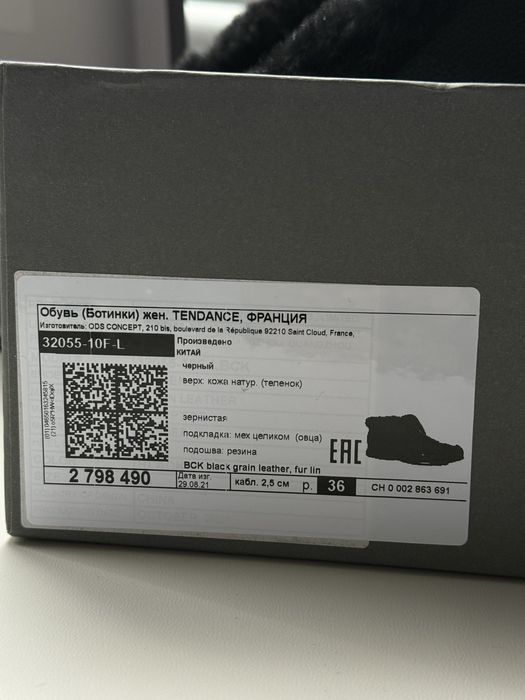 Обувь (Ботинки) жен. TENDANCE, ФРАНЦИЯ
Изготовитель: ODS CONCEPT, 210 bis, boulevard de la République 92210 Saint Cloud, France,
32055-10F-L
Произведено
КИТАЙ
черный
верх: кожа натур. (теленок)
зернистая
подкладка: мех целиком (овца)
подошва: резина
BCK black grain leather, fur lin
EAC
2 798 490
Дата изг.
29.08.21
кабл. 2,5 см
р. 36
CH 0 002 863 691